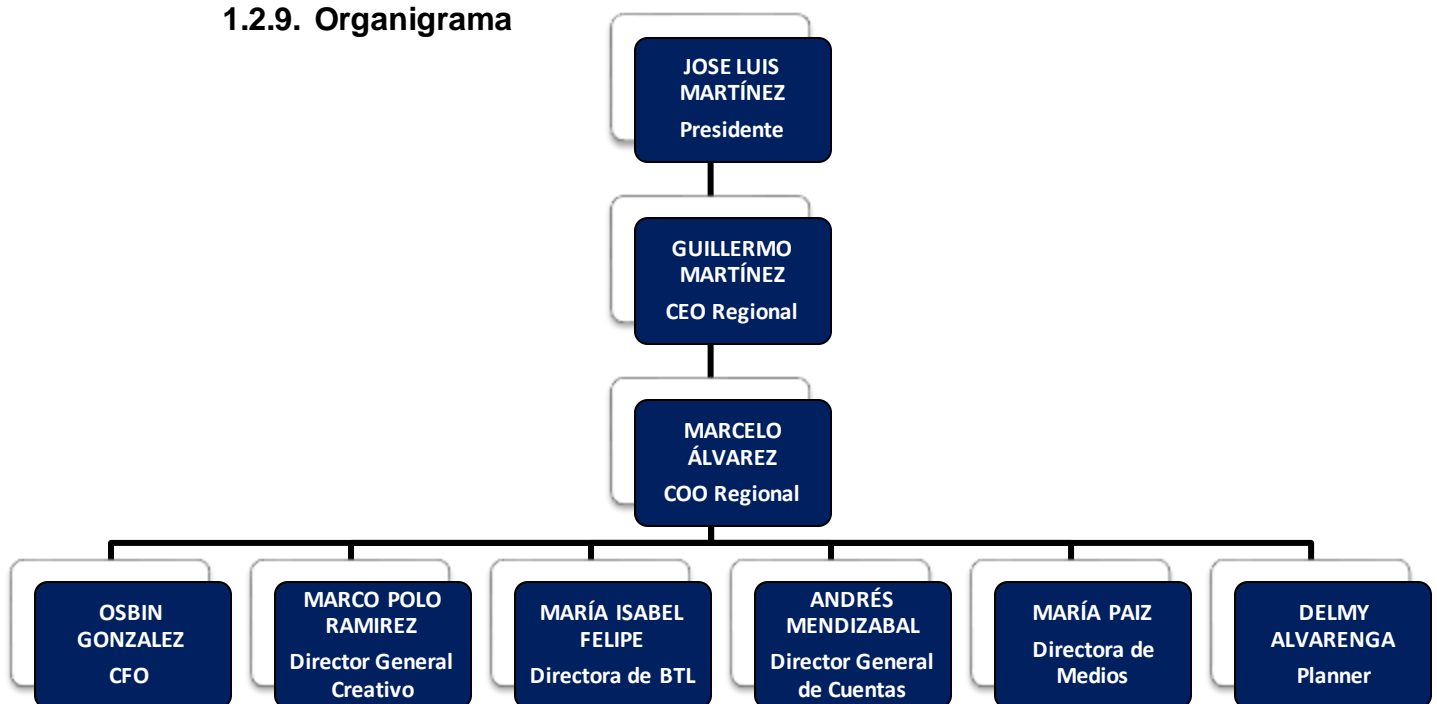 1.2.9. Organigrama
JOSE LUIS
MARTÍNEZ
Presidente
GUILLERMO
MARTÍNEZ
CEO Regional
MARCELO
ÁLVAREZ
COO Regional
OSBIN
GONZALEZ
CFO
MARCO POLO
RAMIREZ
Director General
Creativo
MARÍA ISABEL
FELIPE
Directora de BTL
ANDRÉS
MENDIZABAL
Director General
de Cuentas
MARÍA PAIZ
Directora de
Medios
DELMY
ALVARENGA
Planner